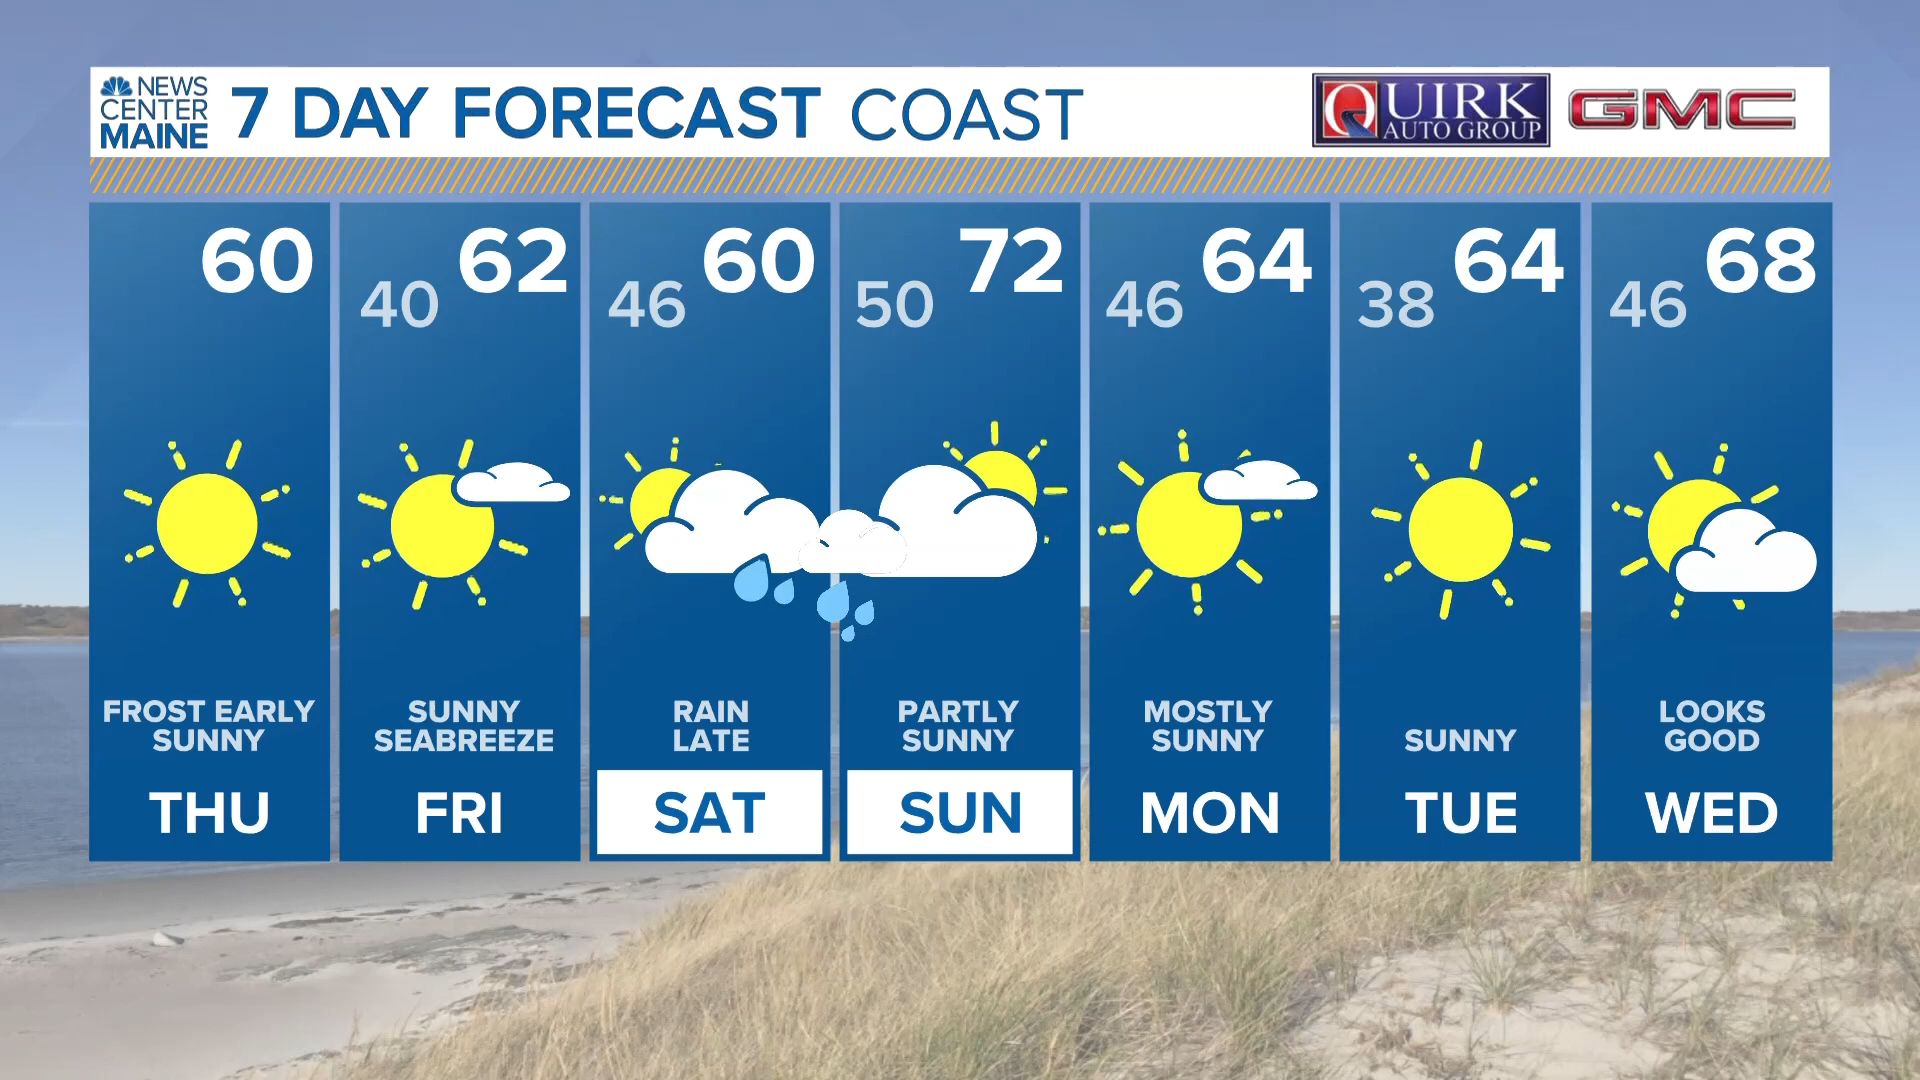 NEWS
CENTER
MAINE
7 DAY FORECAST COAST
QUIRK
AUTO GROUP
GMC
60
40 62
46 60
50 72
46 64
38 64
46 68
FROST EARLY
SUNNY
THU
SUNNY
SEABREEZE
FRI
RAIN
LATE
SAT
PARTLY
SUNNY
SUN
MOSTLY
SUNNY
MON
SUNNY
TUE
LOOKS
GOOD
WED